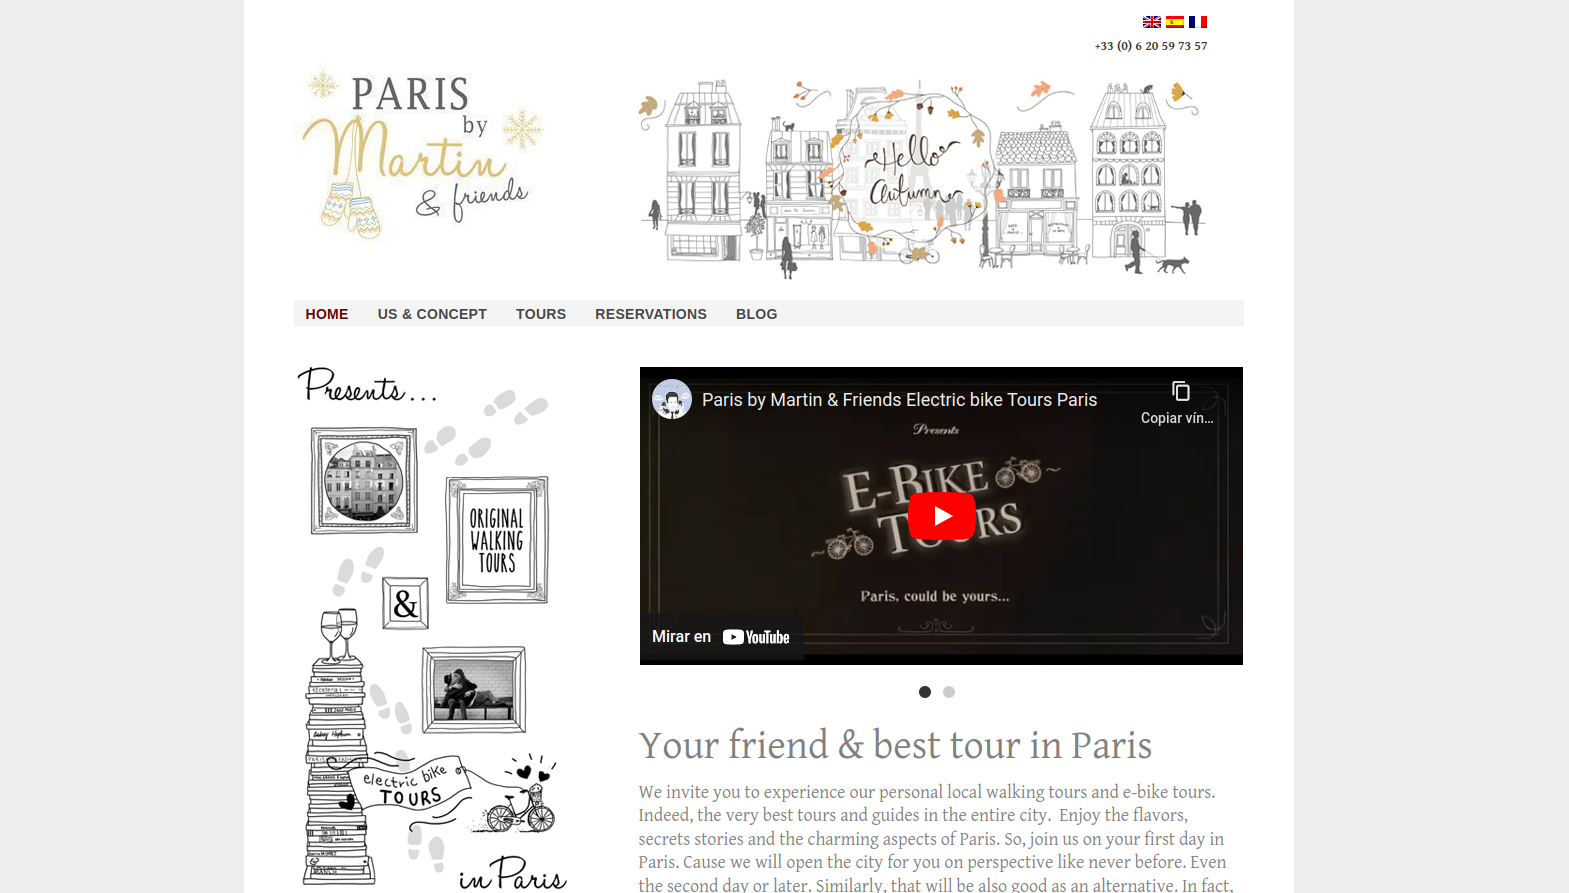 +33 (0) 6 20 59 73 57
PARIS
by
Martin
& friends
Hello
Autumn
HOME US & CONCEPT TOURS RESERVATIONS BLOG
Presents...
ORIGINAL
WALKING
TOURS
&
electric bike
TOURS
in Paris
Paris by Martin & Friends Electric bike Tours Paris
Copiar vín...
Presents
E-BIKE
TOURS
Paris, could be yours...
Mirar en YouTube
Your friend & best tour in Paris
We invite you to experience our personal local walking tours and e-bike tours.
Indeed, the very best tours and guides in the entire city. Enjoy the flavors,
secrets stories and the charming aspects of Paris. So, join us on your first day in
Paris. Cause we will open the city for you on perspective like never before. Even
the second day or later. Similarly, that will be also good as an alternative. In fact,